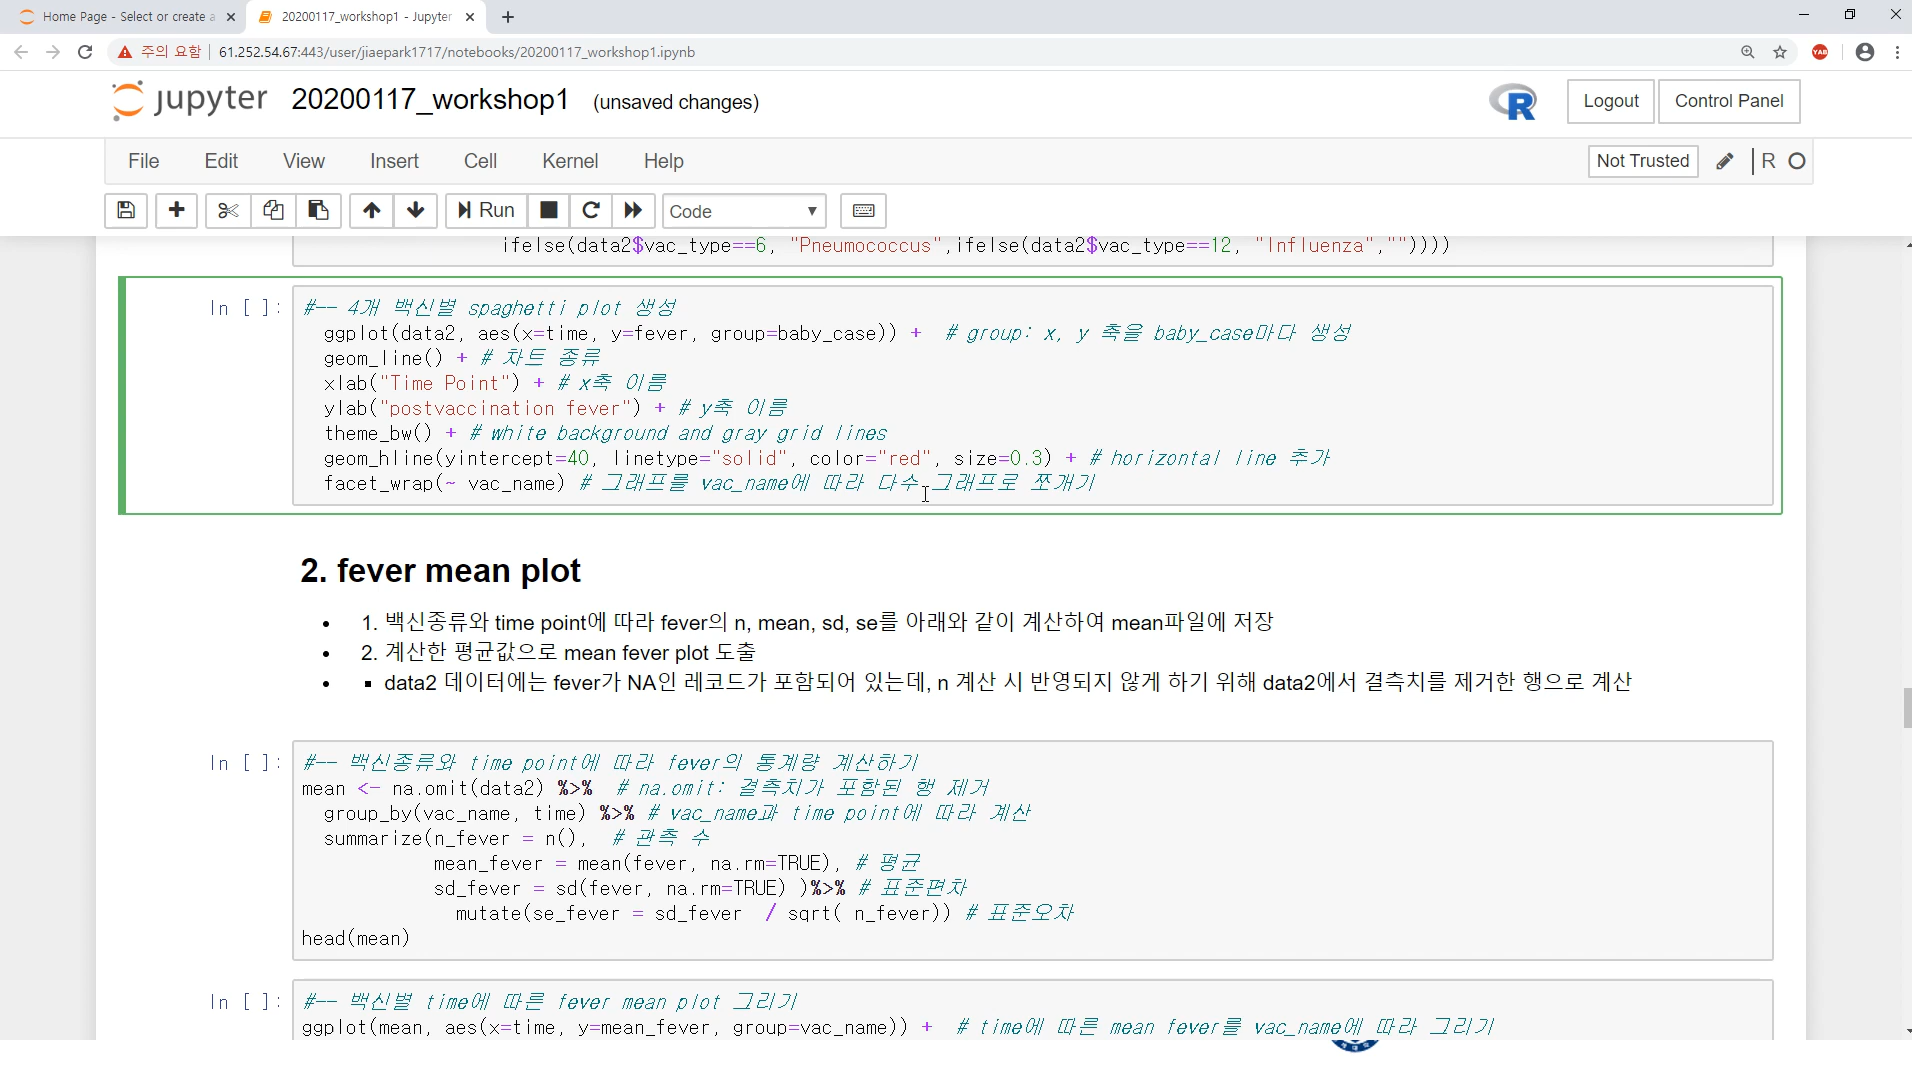 Home Page - Select or create a
20200117_workshop1 - Jupyter
주의 요함
61.252.54.67:443/user/jiaepark1717/notebooks/20200117_workshop1.ipynb
YAB
jupyter 20200117_workshop1 (unsaved changes)
R
Logout
Control Panel
File Edit View Insert Cell Kernel Help
Not Trusted
R
Run
Code
ifelse(data2$vac_type==6, "Pneumococcus",ifelse(data2$vac_type==12, "Influenza",""))))
In [ ]:
#-- 4개 백신별 spaghetti plot 생성
ggplot(data2, aes(x=time, y=fever, group=baby_case)) + # group: x, y 축을 baby_case마다 생성
geom_line() + # 차트 종류
xlab("Time Point") + # x축 이름
ylab("postvaccination fever") + # y축 이름
theme_bw() + # white background and gray grid lines
geom_hline(yintercept=40, linetype="solid", color="red", size=0.3) + # horizontal line 추가
facet_wrap(~ vac_name) # 그래프를 vac_name에 따라 다수 그래프로 쪼개기
2. fever mean plot
• 1. 백신종류와 time point에 따라 fever의 n, mean, sd, se를 아래와 같이 계산하여 mean파일에 저장
• 2. 계산한 평균값으로 mean fever plot 도출
• ▪ data2 데이터에는 fever가 NA인 레코드가 포함되어 있는데, n 계산 시 반영되지 않게 하기 위해 data2에서 결측치를 제거한 행으로 계산
In [ ]:
#-- 백신종류와 time point에 따라 fever의 통계량 계산하기
mean <- na.omit(data2) %>% # na.omit: 결측치가 포함된 행 제거
group_by(vac_name, time) %>% # vac_name과 time point에 따라 계산
summarize(n_fever = n(), # 관측 수
mean_fever = mean(fever, na.rm=TRUE), # 평균
sd_fever = sd(fever, na.rm=TRUE) )%>% # 표준편차
mutate(se_fever = sd_fever / sqrt( n_fever)) # 표준오차
head(mean)
In [ ]:
#-- 백신별 time에 따른 fever mean plot 그리기
ggplot(mean, aes(x=time, y=mean_fever, group=vac_name)) + # time에 따른 mean fever를 vac_name에 따라 그리기